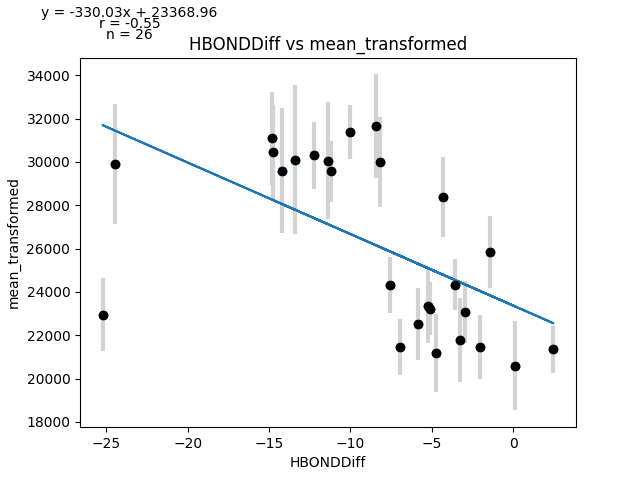 y = -330.03x + 23368.96
r = -0.55
n = 26
HBONDDiff vs mean_transformed
34000
32000
30000
28000
26000
24000
22000
20000
18000
mean_transformed
−25
−20
−15
−10
−5
0
HBONDDiff